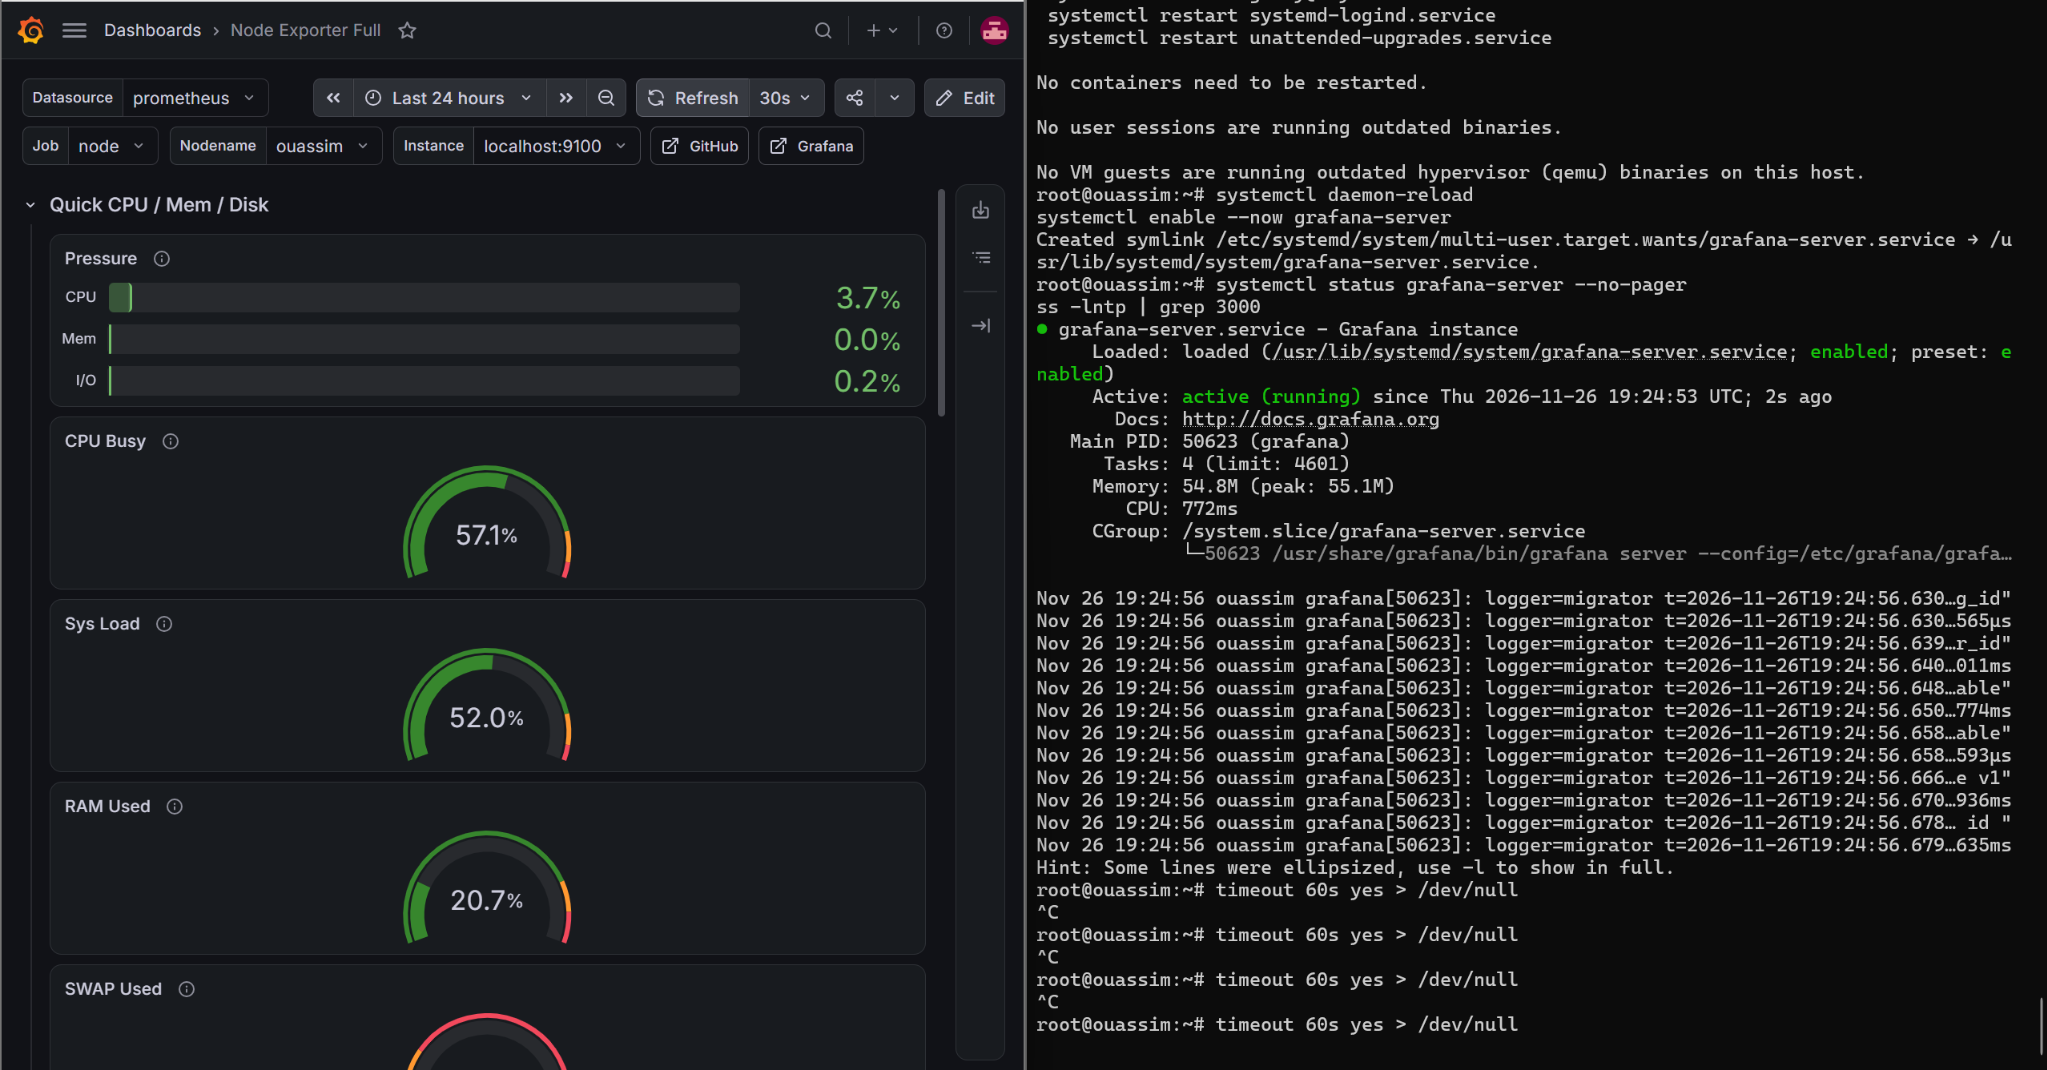 Dashboards › Node Exporter Full
Datasource prometheus Last 24 hours Refresh 30s Edit
Job node Nodename ouassim Instance localhost:9100 GitHub Grafana
Quick CPU / Mem / Disk
Pressure
CPU 3.7%
Mem 0.0%
I/O 0.2%
CPU Busy
57.1%
Sys Load
52.0%
RAM Used
20.7%
SWAP Used
systemctl restart systemd-logind.service
systemctl restart unattended-upgrades.service
No containers need to be restarted.
No user sessions are running outdated binaries.
No VM guests are running outdated hypervisor (qemu) binaries on this host.
root@ouassim:~# systemctl daemon-reload
systemctl enable --now grafana-server
Created symlink /etc/systemd/system/multi-user.target.wants/grafana-server.service → /u
sr/lib/systemd/system/grafana-server.service.
root@ouassim:~# systemctl status grafana-server --no-pager
ss -lntp | grep 3000
● grafana-server.service - Grafana instance
Loaded: loaded (/usr/lib/systemd/system/grafana-server.service; enabled; preset: e
nabled)
Active: active (running) since Thu 2026-11-26 19:24:53 UTC; 2s ago
Docs: http://docs.grafana.org
Main PID: 50623 (grafana)
Tasks: 4 (limit: 4601)
Memory: 54.8M (peak: 55.1M)
CPU: 772ms
CGroup: /system.slice/grafana-server.service
└─50623 /usr/share/grafana/bin/grafana server --config=/etc/grafana/grafa…
Nov 26 19:24:56 ouassim grafana[50623]: logger=migrator t=2026-11-26T19:24:56.630…g_id"
Nov 26 19:24:56 ouassim grafana[50623]: logger=migrator t=2026-11-26T19:24:56.630…565µs
Nov 26 19:24:56 ouassim grafana[50623]: logger=migrator t=2026-11-26T19:24:56.639…r_id"
Nov 26 19:24:56 ouassim grafana[50623]: logger=migrator t=2026-11-26T19:24:56.640…011ms
Nov 26 19:24:56 ouassim grafana[50623]: logger=migrator t=2026-11-26T19:24:56.648…able"
Nov 26 19:24:56 ouassim grafana[50623]: logger=migrator t=2026-11-26T19:24:56.650…774ms
Nov 26 19:24:56 ouassim grafana[50623]: logger=migrator t=2026-11-26T19:24:56.658…able"
Nov 26 19:24:56 ouassim grafana[50623]: logger=migrator t=2026-11-26T19:24:56.658…593µs
Nov 26 19:24:56 ouassim grafana[50623]: logger=migrator t=2026-11-26T19:24:56.666…e v1"
Nov 26 19:24:56 ouassim grafana[50623]: logger=migrator t=2026-11-26T19:24:56.670…936ms
Nov 26 19:24:56 ouassim grafana[50623]: logger=migrator t=2026-11-26T19:24:56.678… id "
Nov 26 19:24:56 ouassim grafana[50623]: logger=migrator t=2026-11-26T19:24:56.679…635ms
Hint: Some lines were ellipsized, use -l to show in full.
root@ouassim:~# timeout 60s yes > /dev/null
^C
root@ouassim:~# timeout 60s yes > /dev/null
^C
root@ouassim:~# timeout 60s yes > /dev/null
^C
root@ouassim:~# timeout 60s yes > /dev/null